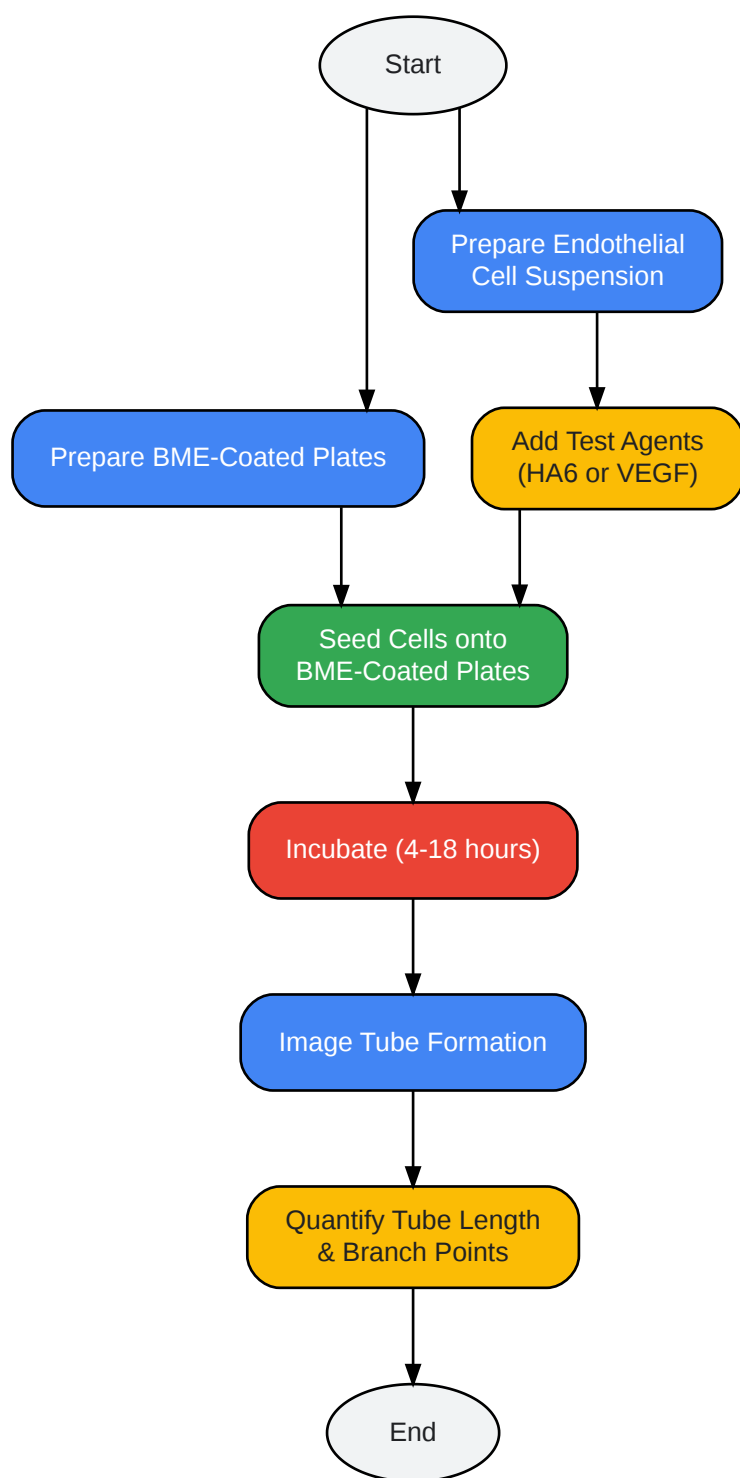 Start
Prepare Endothelial
Cell Suspension
Prepare BME-Coated Plates
Add Test Agents
(HA6 or VEGF)
Seed Cells onto
BME-Coated Plates
Incubate (4-18 hours)
Image Tube Formation
Quantify Tube Length
& Branch Points
End